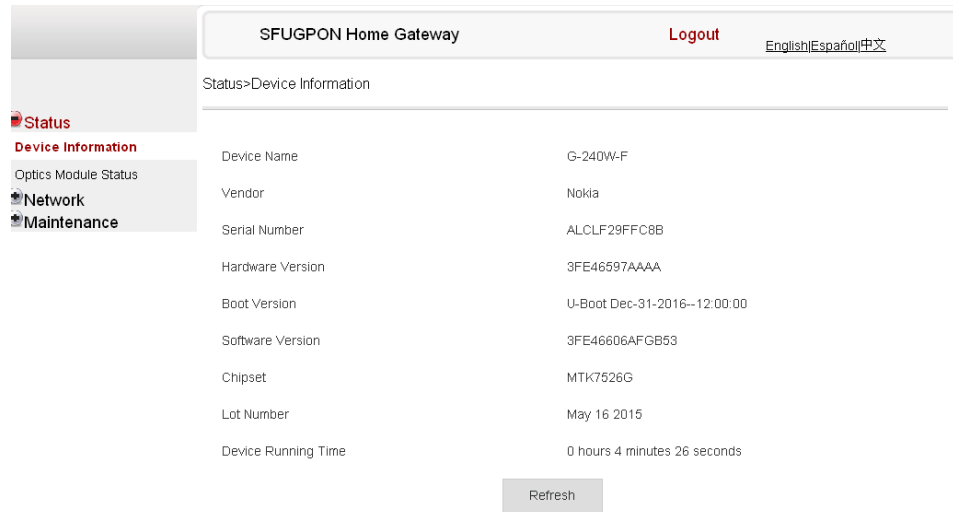 SFUGPON Home Gateway
Logout
English|Español|中文
Status>Device Information
Status
Device Information
Optics Module Status
Network
Maintenance
Device Name G-240W-F
Vendor Nokia
Serial Number ALCLF29FFC8B
Hardware Version 3FE46597AAAA
Boot Version U-Boot Dec-31-2016--12:00:00
Software Version 3FE46606AFGB53
Chipset MTK7526G
Lot Number May 16 2015
Device Running Time 0 hours 4 minutes 26 seconds
Refresh